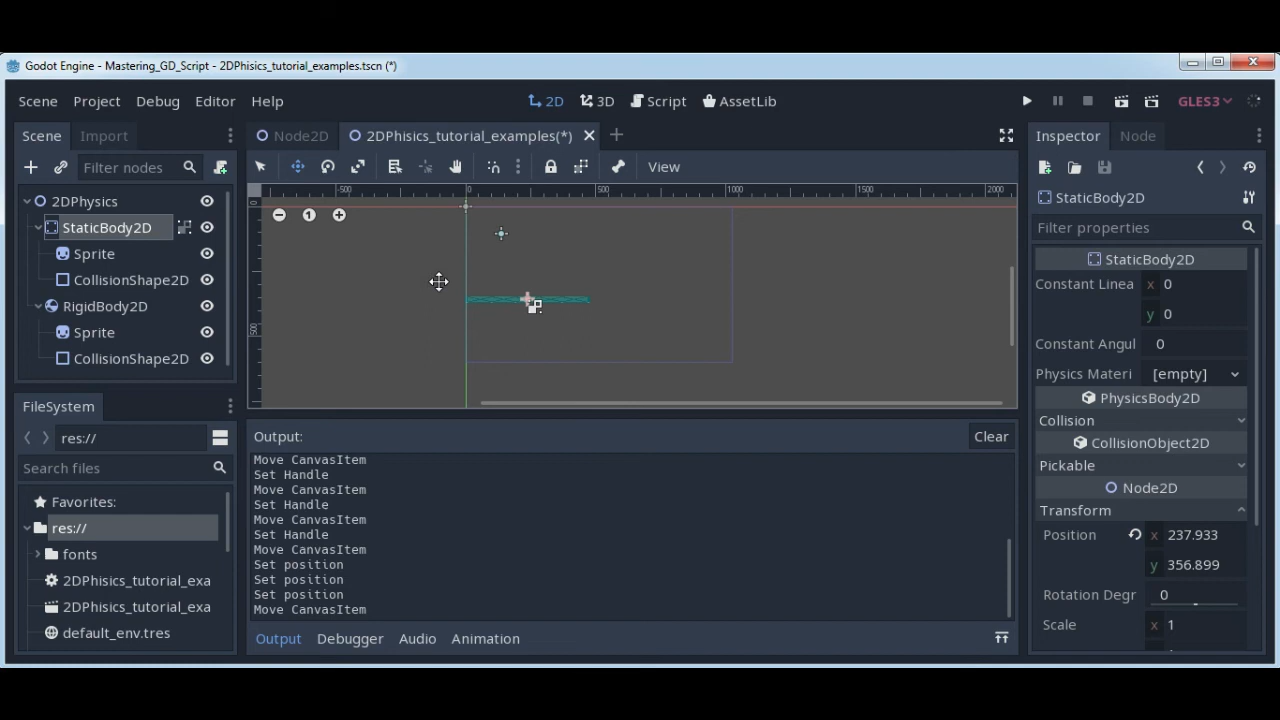 Godot Engine - Mastering_GD_Script - 2DPhisics_tutorial_examples.tscn (*)
Scene Project Debug Editor Help
2D 3D Script AssetLib
GLES3
Scene Import
Node2D 2DPhisics_tutorial_examples(*)
Inspector Node
Filter nodes
View
-500 0 500 1000 1500 2000
0
500
1
2DPhysics
StaticBody2D
Sprite
CollisionShape2D
RigidBody2D
Sprite
CollisionShape2D
FileSystem
res://
Search files
Favorites:
res://
fonts
2DPhisics_tutorial_exa
2DPhisics_tutorial_exa
default_env.tres
Output:
Clear
Move CanvasItem
Set Handle
Move CanvasItem
Set Handle
Move CanvasItem
Set Handle
Move CanvasItem
Set position
Set position
Set position
Move CanvasItem
Output Debugger Audio Animation
StaticBody2D
Filter properties
StaticBody2D
Constant Linea x 0
y 0
Constant Angul 0
Physics Materi [empty]
PhysicsBody2D
Collision
CollisionObject2D
Pickable
Node2D
Transform
Position x 237.933
y 356.899
Rotation Degr 0
Scale x 1